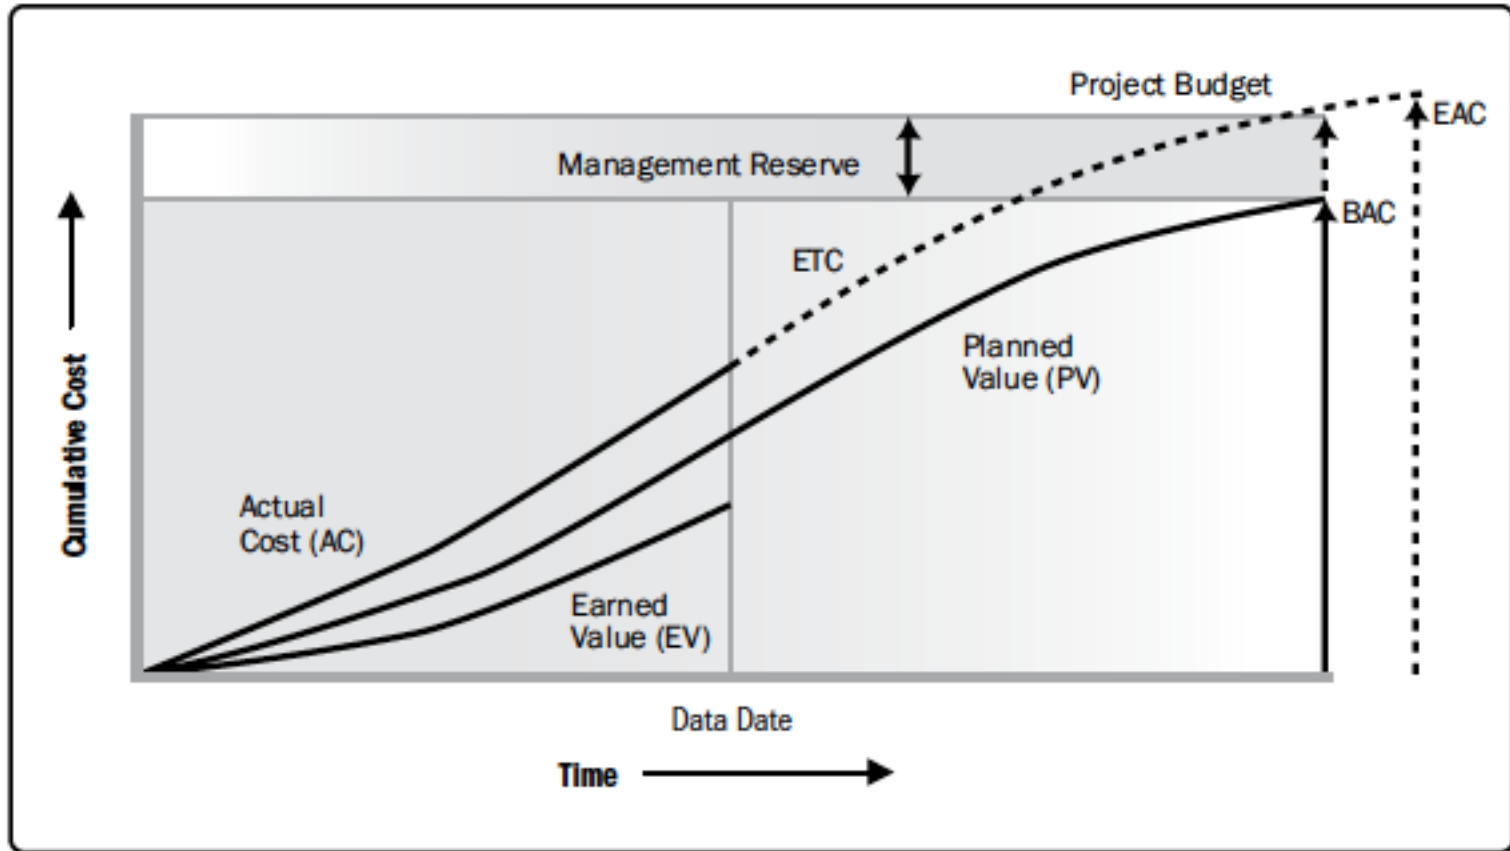 Project Budget
EAC
Management Reserve
BAC
ETC
Planned
Value (PV)
Cumulative Cost
Actual
Cost (AC)
Earned
Value (EV)
Data Date
Time